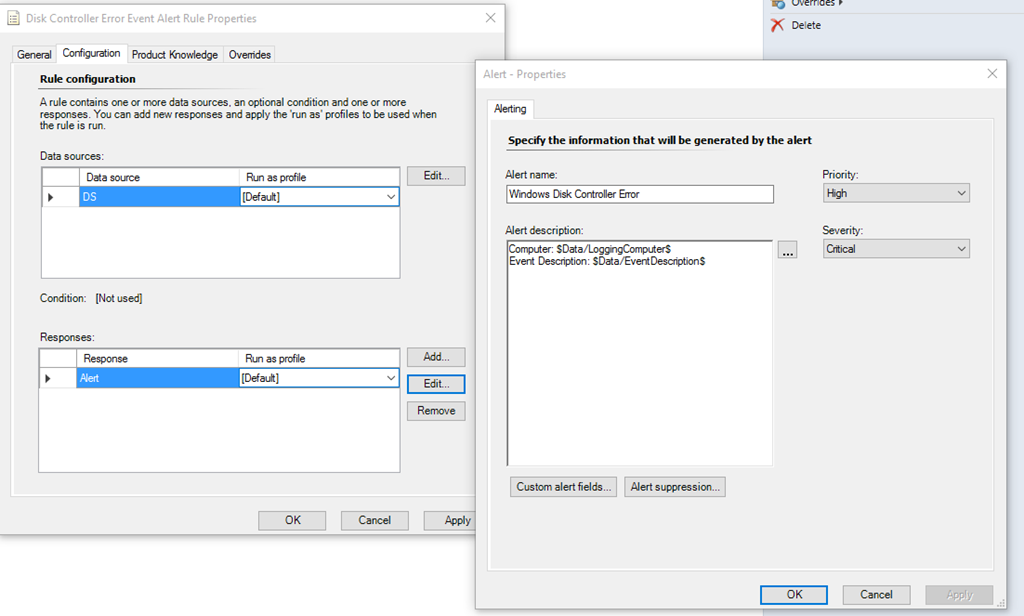 Disk Controller Error Event Alert Rule Properties
General
Configuration
Product Knowledge
Overrides
Rule configuration
A rule contains one or more data sources, an optional condition and one or more
responses. You can add new responses and apply the 'run as' profiles to be used when
the rule is run.
Data sources:
Data source
Run as profile
DS
[Default]
Edit...
Condition: [Not used]
Responses:
Response
Run as profile
Alert
[Default]
Add...
Edit...
Remove
OK
Cancel
Apply
Overrides
Delete
Alert - Properties
Alerting
Specify the information that will be generated by the alert
Alert name:
Windows Disk Controller Error
Priority:
High
Alert description:
Computer: $Data/LoggingComputer$
Event Description: $Data/EventDescription$
...
Severity:
Critical
Custom alert fields...
Alert suppression...
OK
Cancel
Apply